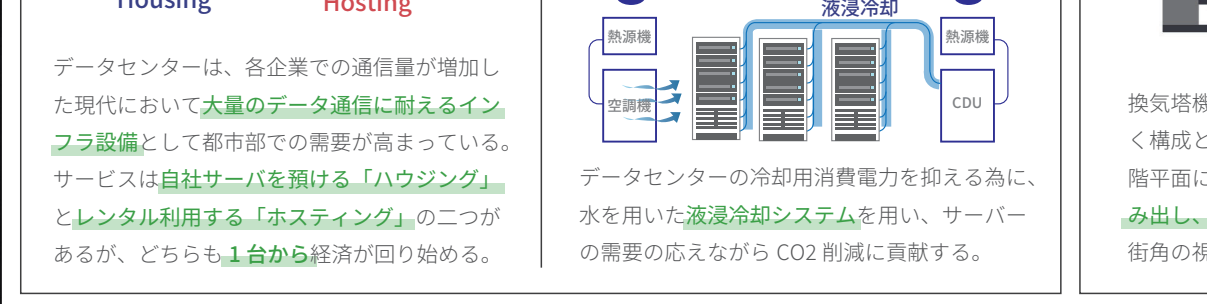 Housing
Hosting
データセンターは、各企業での通信量が増加し
た現代において大量のデータ通信に耐えるイン
フラ設備として都市部での需要が高まっている。
サービスは自社サーバを預ける「ハウジング」
とレンタル利用する「ホスティング」の二つが
あるが、どちらも 1 台から経済が回り始める。
液浸冷却
熱源機
熱源機
空調機
CDU
データセンターの冷却用消費電力を抑える為に、
水を用いた液浸冷却システムを用い、サーバー
の需要の応えながら CO2 削減に貢献する。
換気塔機
く構成と
階平面に
み出し、
街角の視